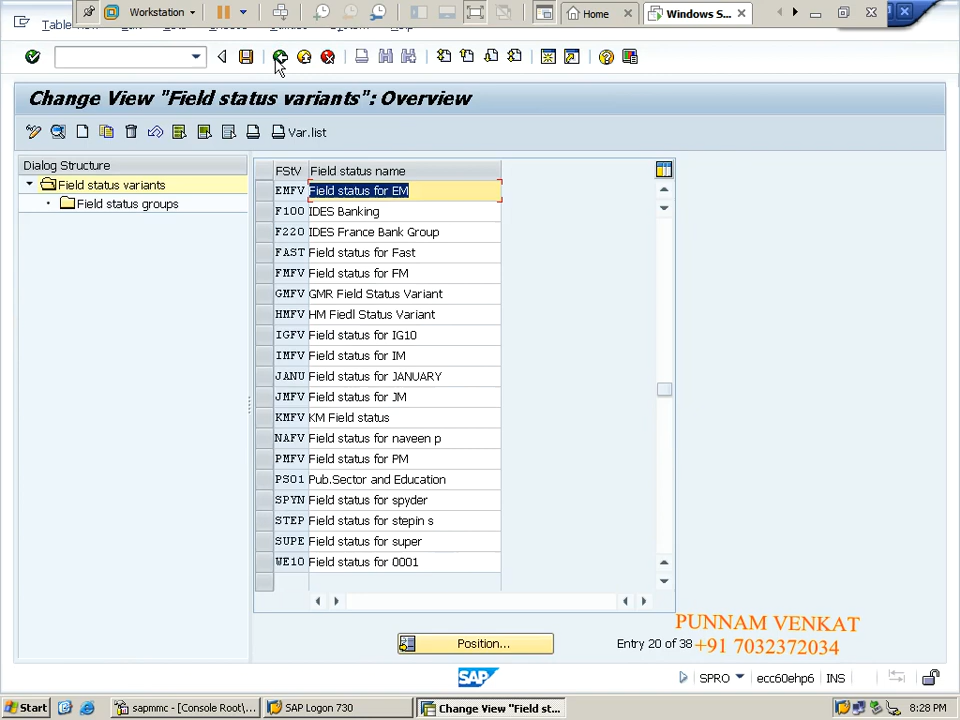 Workstation
Home
Windows S...
Change View "Field status variants": Overview
Var.list
Dialog Structure
Field status variants
Field status groups
FStV Field status name
EMFV Field status for EM
F100 IDES Banking
F220 IDES France Bank Group
FAST Field status for Fast
FMFV Field status for FM
GMFV GMR Field Status Variant
HMFV HM Fiedl Status Variant
IGFV Field status for IG10
IMFV Field status for IM
JANU Field status for JANUARY
JMFV Field status for JM
KMFV KM Field status
NAFV Field status for naveen p
PMFV Field status for PM
PS01 Pub.Sector and Education
SPYN Field status for spyder
STEP Field status for stepin s
SUPE Field status for super
WE10 Field status for 0001
PUNNAM VENKAT
Position...
Entry 20 of 38
+91 7032372034
SAP
SPRO
ecc60ehp6
INS
Start
sapmmc - [Console Root\...
SAP Logon 730
Change View "Field st...
8:28 PM